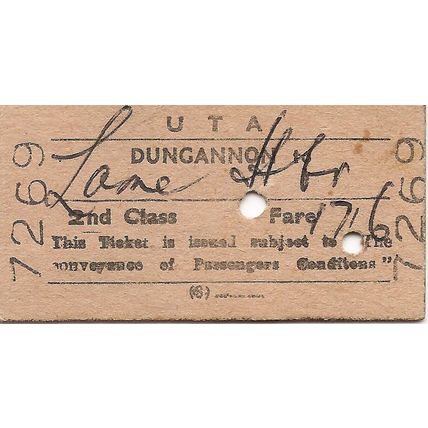 U T A
DUNGANNON to
Larne Hbr
2nd Class Fare 17/6
This Ticket is issued subject to "The
conveyance of Passengers Conditons"
(6)
7269
7269